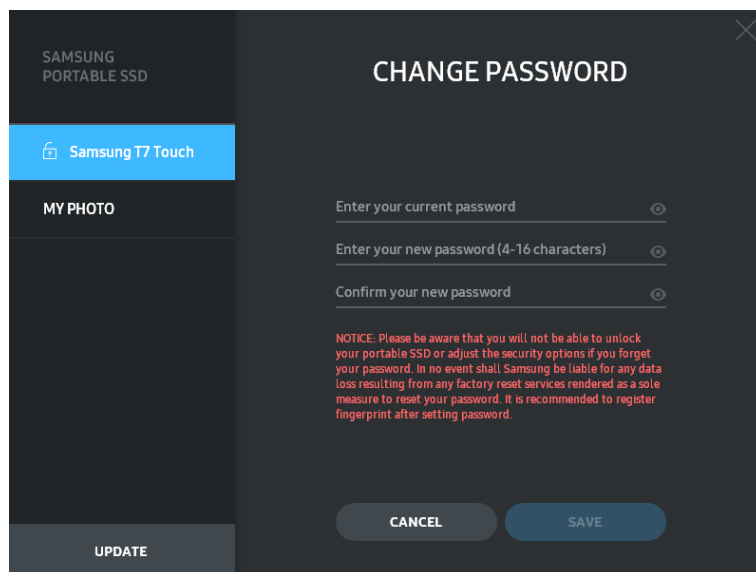 SAMSUNG
PORTABLE SSD
Samsung T7 Touch
MY PHOTO
UPDATE
CHANGE PASSWORD
Enter your current password
Enter your new password (4-16 characters)
Confirm your new password
NOTICE: Please be aware that you will not be able to unlock
your portable SSD or adjust the security options if you forget
your password. In no event shall Samsung be liable for any data
loss resulting from any factory reset services rendered as a sole
measure to reset your password. It is recommended to register
fingerprint after setting password.
CANCEL
SAVE